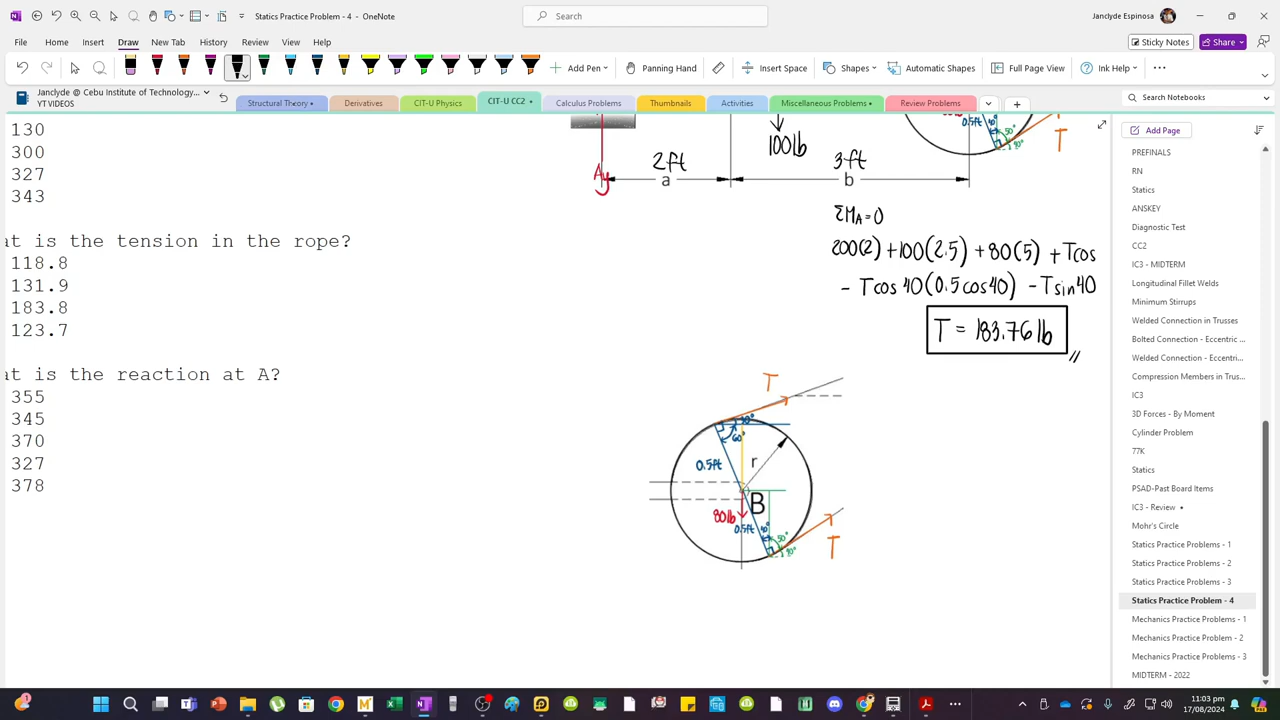 Statics Practice Problem - 4 - OneNote
Search
Janclyde Espinosa
File Home Insert Draw New Tab History Review View Help
Sticky Notes
Share
Add Pen
Panning Hand
Insert Space
Shapes
Automatic Shapes
Full Page View
Ink Help
Janclyde @ Cebu Institute of Technology...
YT VIDEOS
Structural Theory
Derivatives
CIT-U Physics
CIT-U CC2
Calculus Problems
Thumbnails
Activities
Miscellaneous Problems
Review Problems
Search Notebooks
Add Page
PREFINALS
RN
Statics
ANSKEY
Diagnostic Test
CC2
IC3 - MIDTERM
Longitudinal Fillet Welds
Minimum Stirrups
Welded Connection in Trusses
Bolted Connection - Eccentric ...
Welded Connection - Eccentri...
Compression Members in Trus...
IC3
3D Forces - By Moment
Cylinder Problem
77K
Statics
PSAD-Past Board Items
IC3 - Review
Mohr's Circle
Statics Practice Problems - 1
Statics Practice Problems - 2
Statics Practice Problems - 3
Statics Practice Problem - 4
Mechanics Practice Problems - 1
Mechanics Practice Problem - 2
Mechanics Practice Problems - 3
MIDTERM - 2022
130
300
327
343
at is the tension in the rope?
118.8
131.9
183.8
123.7
at is the reaction at A?
355
345
370
327
378
100lb
0.5ft 40° 50°
90°
T
2ft
3ft
Ay
a
b
ΣMA=0
200(2) +100(2.5) +80(5) +Tcos
- Tcos 40(0.5cos40) -Tsin40
T = 183.76 lb
T
60°
0.5ft
r
B
80lb
0.5ft 40° 50°
90°
T
11:03 pm
17/08/2024